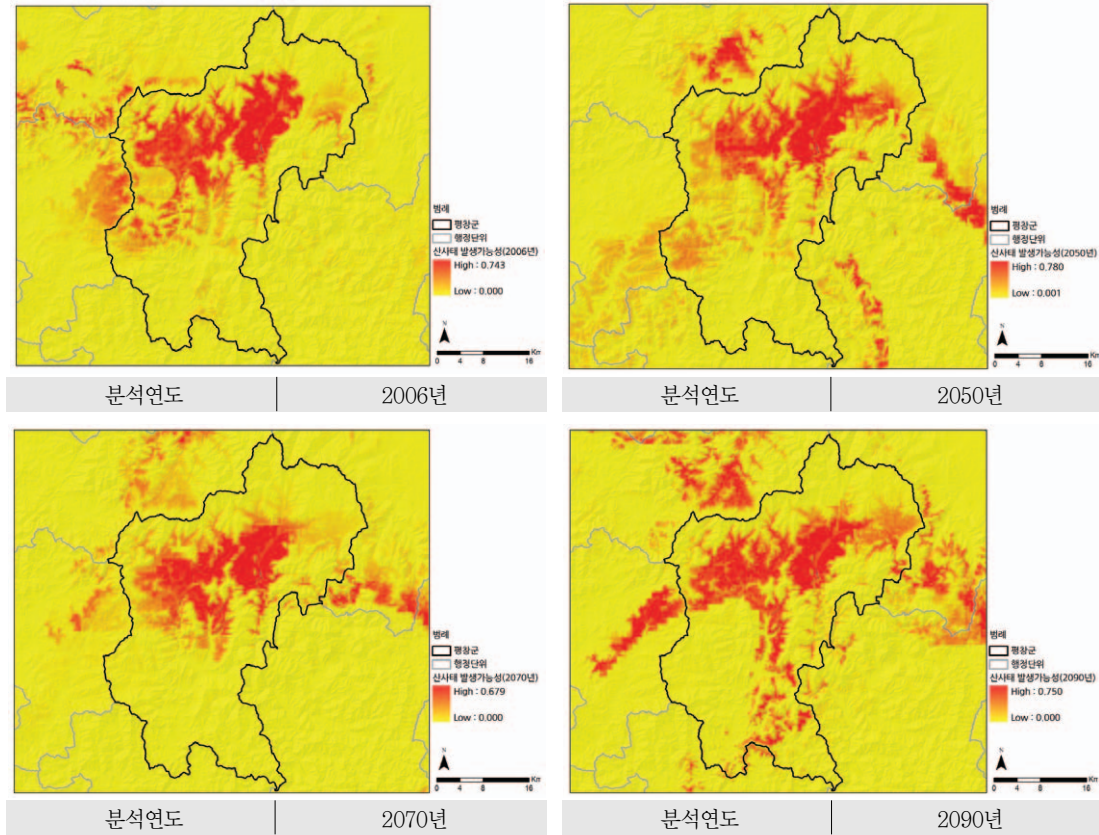 범례
평창군
행정단위
산사태 발생가능성(2006년)
High : 0.743
Low : 0.000
N
0 4 8 16 Km
분석연도 2006년
범례
평창군
행정단위
산사태 발생가능성(2050년)
High : 0.780
Low : 0.001
N
0 4 8 16 Km
분석연도 2050년
범례
평창군
행정단위
산사태 발생가능성(2070년)
High : 0.679
Low : 0.000
N
0 4 8 16 Km
분석연도 2070년
범례
평창군
행정단위
산사태 발생가능성(2090년)
High : 0.750
Low : 0.000
N
0 4 8 16 Km
분석연도 2090년